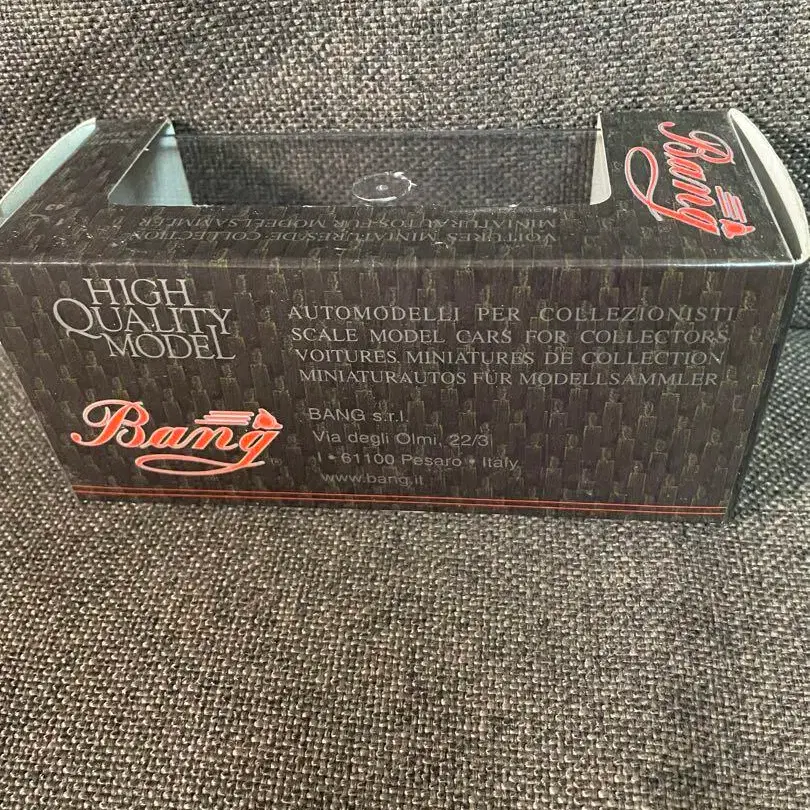 Bang
VOITURES MINIATURES DE COLLECTION
MINIATURAUTOS FÜR MODELLSAMMLER
HIGH
QUALITY
MODEL
AUTOMODELLI PER COLLEZIONISTI
SCALE MODEL CARS FOR COLLECTORS
VOITURES MINIATURES DE COLLECTION
MINIATURAUTOS FÜR MODELLSAMMLER
Bang
BANG s.r.l.
Via degli Olmi, 22/3
I • 61100 Pesaro • Italy
www.bang.it